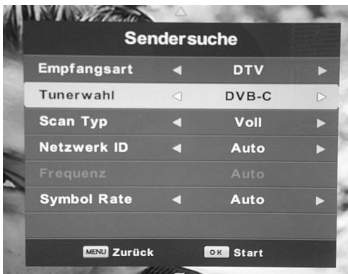 Sendersuche
Empfangsart DTV
Tunerwahl DVB-C
Scan Typ Voll
Netzwerk ID Auto
Frequenz Auto
Symbol Rate Auto
MENU Zurück OK Start